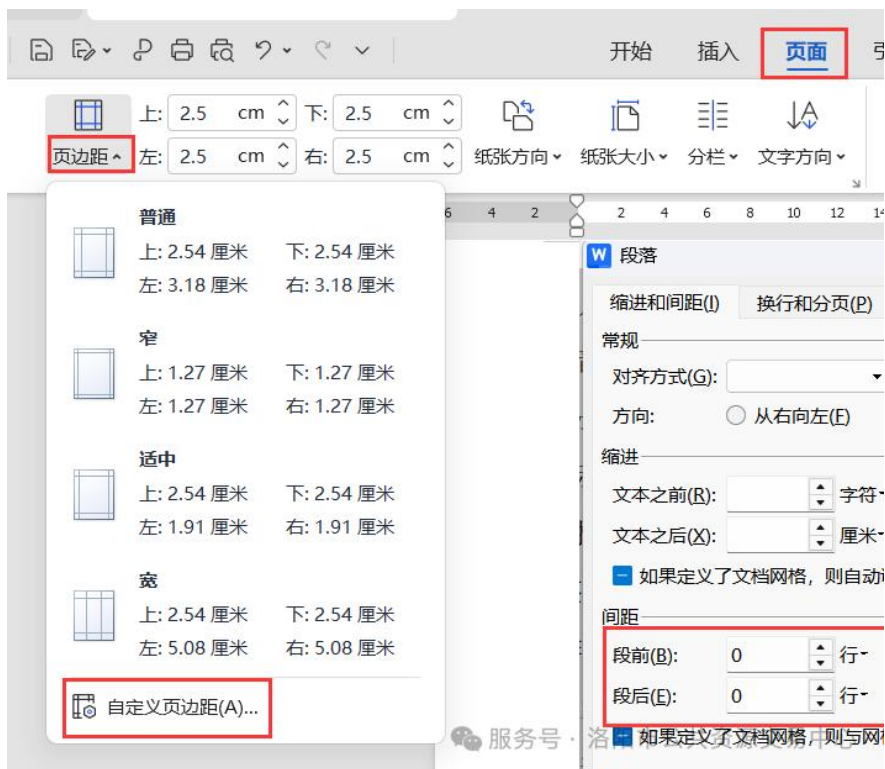 开始 插入 页面
上: 2.5 cm 下: 2.5 cm
页边距 左: 2.5 cm 右: 2.5 cm 纸张方向 纸张大小 分栏 文字方向
6 4 2 2 4 6 8 10 12 14
普通
上: 2.54 厘米 下: 2.54 厘米
左: 3.18 厘米 右: 3.18 厘米
窄
上: 1.27 厘米 下: 1.27 厘米
左: 1.27 厘米 右: 1.27 厘米
适中
上: 2.54 厘米 下: 2.54 厘米
左: 1.91 厘米 右: 1.91 厘米
宽
上: 2.54 厘米 下: 2.54 厘米
左: 5.08 厘米 右: 5.08 厘米
自定义页边距(A)...
W 段落
缩进和间距(I) 换行和分页(P)
常规
对齐方式(G):
方向: 从右向左(F)
缩进
文本之前(R): 字符
文本之后(X): 厘米
如果定义了文档网格，则自动
间距
段前(B): 0 行
段后(E): 0 行
如果定义了文档网格，则与网
服务号 · 洛阳市公共资源交易中心